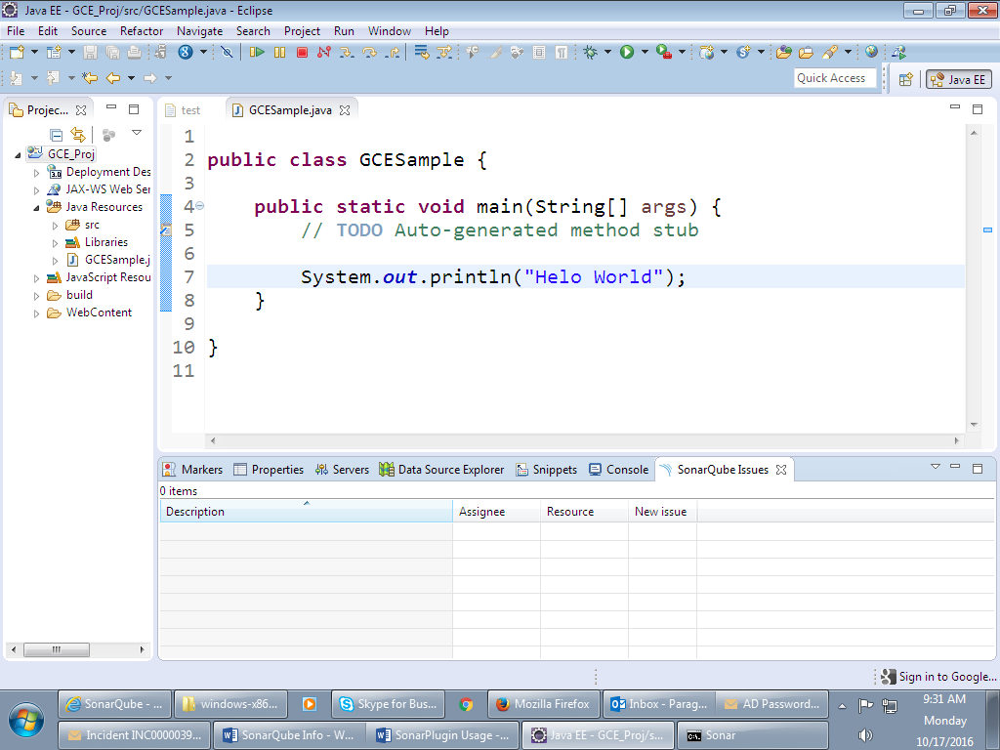 Java EE - GCE_Proj/src/GCESample.java - Eclipse
File Edit Source Refactor Navigate Search Project Run Window Help
Quick Access
Java EE
Projec...
test
GCESample.java
GCE_Proj
3.0 Deployment Des
JAX-WS Web Ser
Java Resources
src
Libraries
GCESample.j
JavaScript Resou
build
WebContent
1
2 public class GCESample {
3
4 public static void main(String[] args) {
5 // TODO Auto-generated method stub
6
7 System.out.println("Helo World");
8 }
9
10 }
11
Markers Properties Servers Data Source Explorer Snippets Console SonarQube Issues
0 items
Description Assignee Resource New issue
Sign in to Google...
SonarQube - ... windows-x86... Skype for Bus... Mozilla Firefox Inbox - Parag... AD Password...
Incident INC0000039... SonarQube Info - W... SonarPlugin Usage - ... Java EE - GCE_Proj/s... Sonar
9:31 AM
Monday
10/17/2016